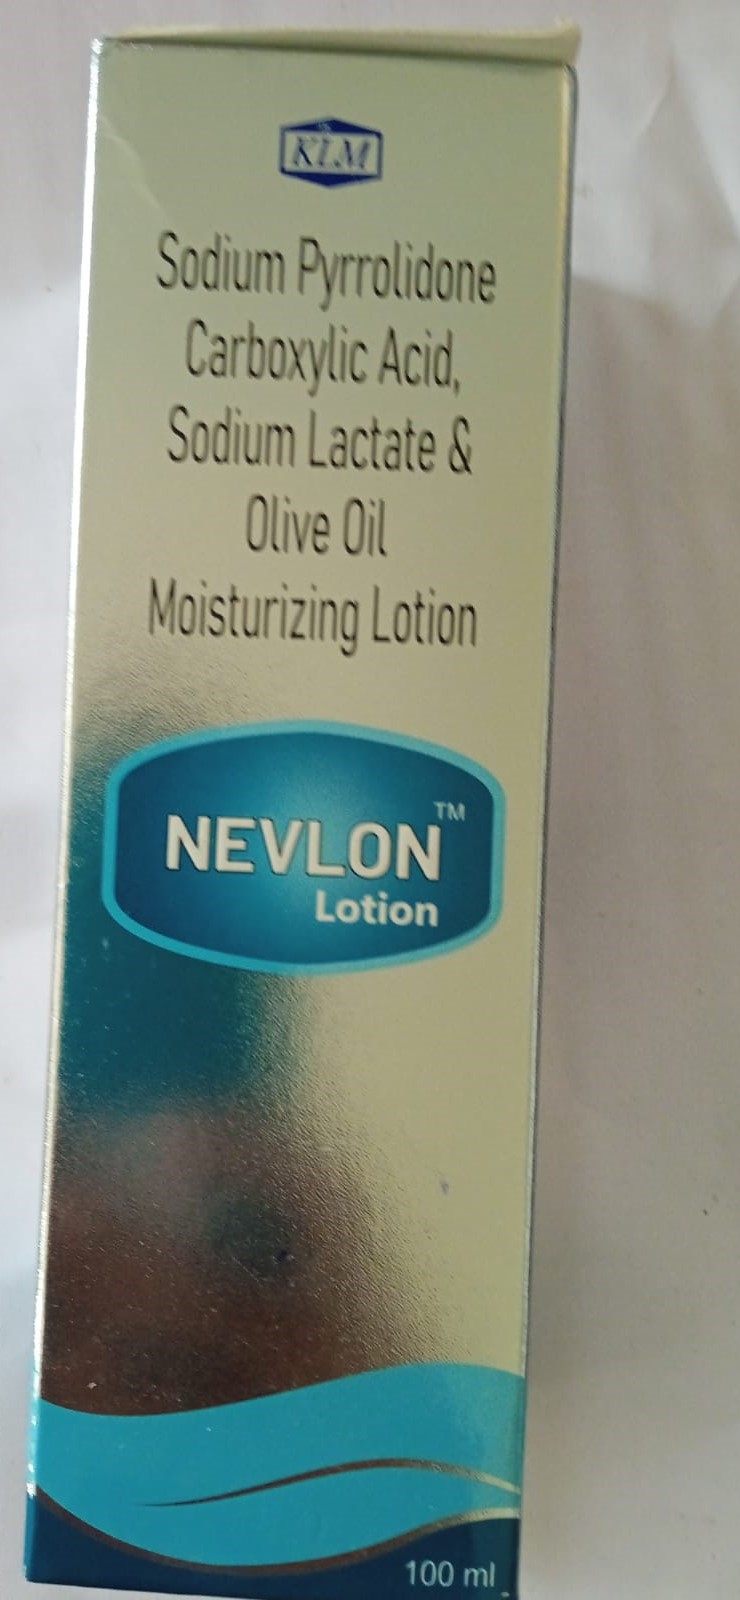 KLM
Sodium Pyrrolidone
Carboxylic Acid,
Sodium Lactate &
Olive Oil
Moisturizing Lotion
NEVLON™
Lotion
100 ml